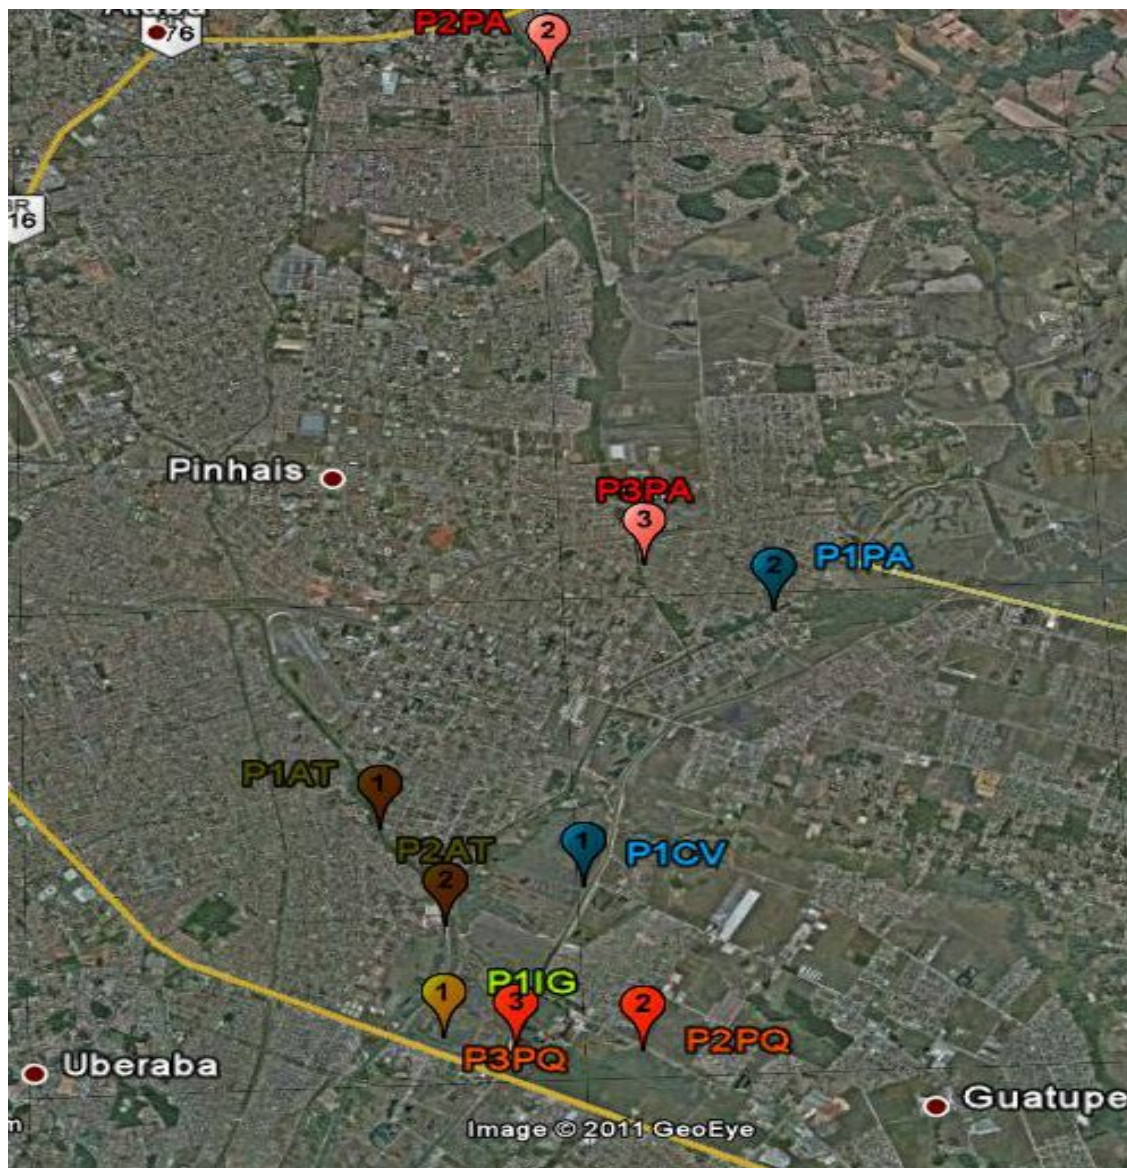 P2PA
2
76
16
Pinhais
P3PA
3
2
P1PA
P1AT
1
P2AT
2
1
P1CV
P1IG
1
3
2
P3PQ
P2PQ
Uberaba
Guatupe
Image © 2011 GeoEye